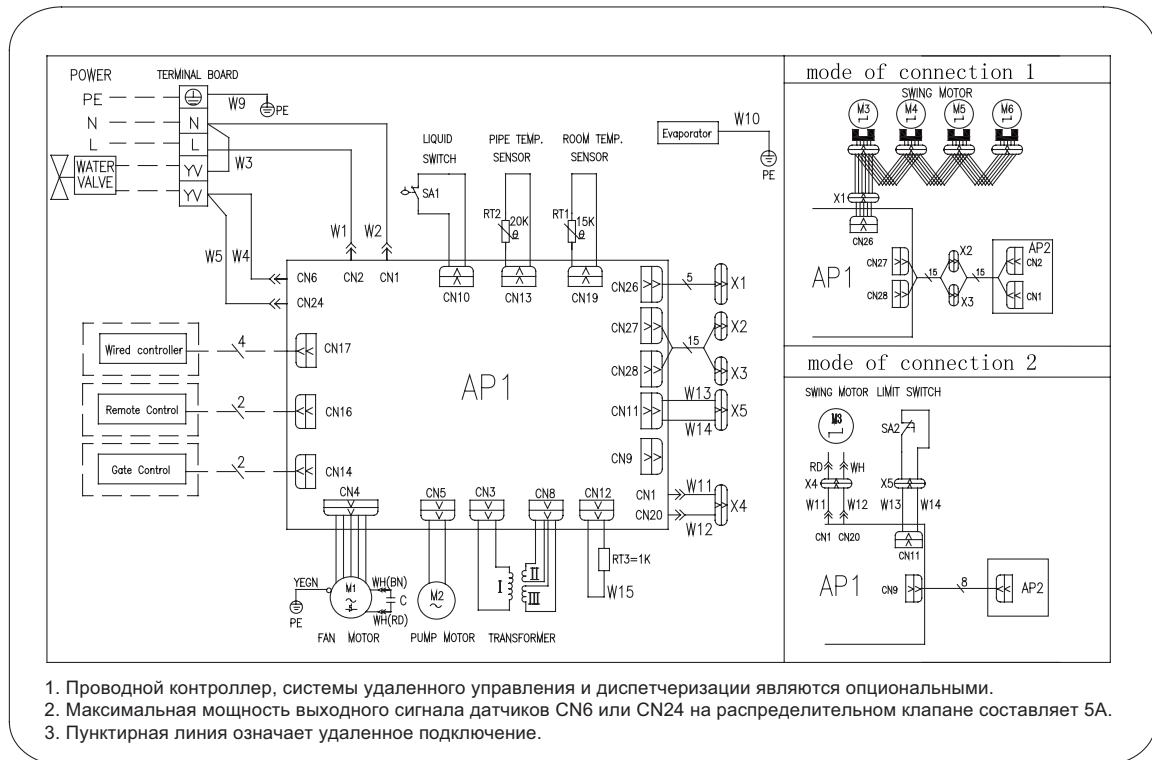 POWER
TERMINAL BOARD
PE
W9
PE
N
N
L
L
W3
WATER VALVE
YV
YV
W5
W4
W1
W2
LIQUID SWITCH
SA1
PIPE TEMP. SENSOR
RT2
20K
θ
ROOM TEMP. SENSOR
RT1
15K
θ
Evaporator
W10
PE
CN6
CN2
CN1
CN10
CN13
CN19
CN24
CN26
5
X1
CN27
X2
15
CN28
X3
Wired controller
4
CN17
AP1
Remote Control
2
CN16
CN11
W13
X5
W14
Gate Control
2
CN14
CN9
CN4
CN5
CN3
CN8
CN12
CN1
W11
X4
CN20
W12
YEGN
PE
M1
~
WH(BN)
C
WH(RD)
M2
~
I
II
III
RT3=1K
W15
FAN MOTOR
PUMP MOTOR
TRANSFORMER
mode of connection 1
SWING MOTOR
M3
M4
M5
M6
X1
CN26
AP1
CN27
CN28
15
X2
X3
15
AP2
CN2
CN1
mode of connection 2
SWING MOTOR
LIMIT SWITCH
M3
SA2
RD
WH
X4
X5
W11
W12
W13
W14
CN1
CN20
CN11
AP1
CN9
8
AP2
1. Проводной контроллер, системы удаленного управления и диспетчеризации являются опциональными.
2. Максимальная мощность выходного сигнала датчиков CN6 или CN24 на распределительном клапане составляет 5А.
3. Пунктирная линия означает удаленное подключение.